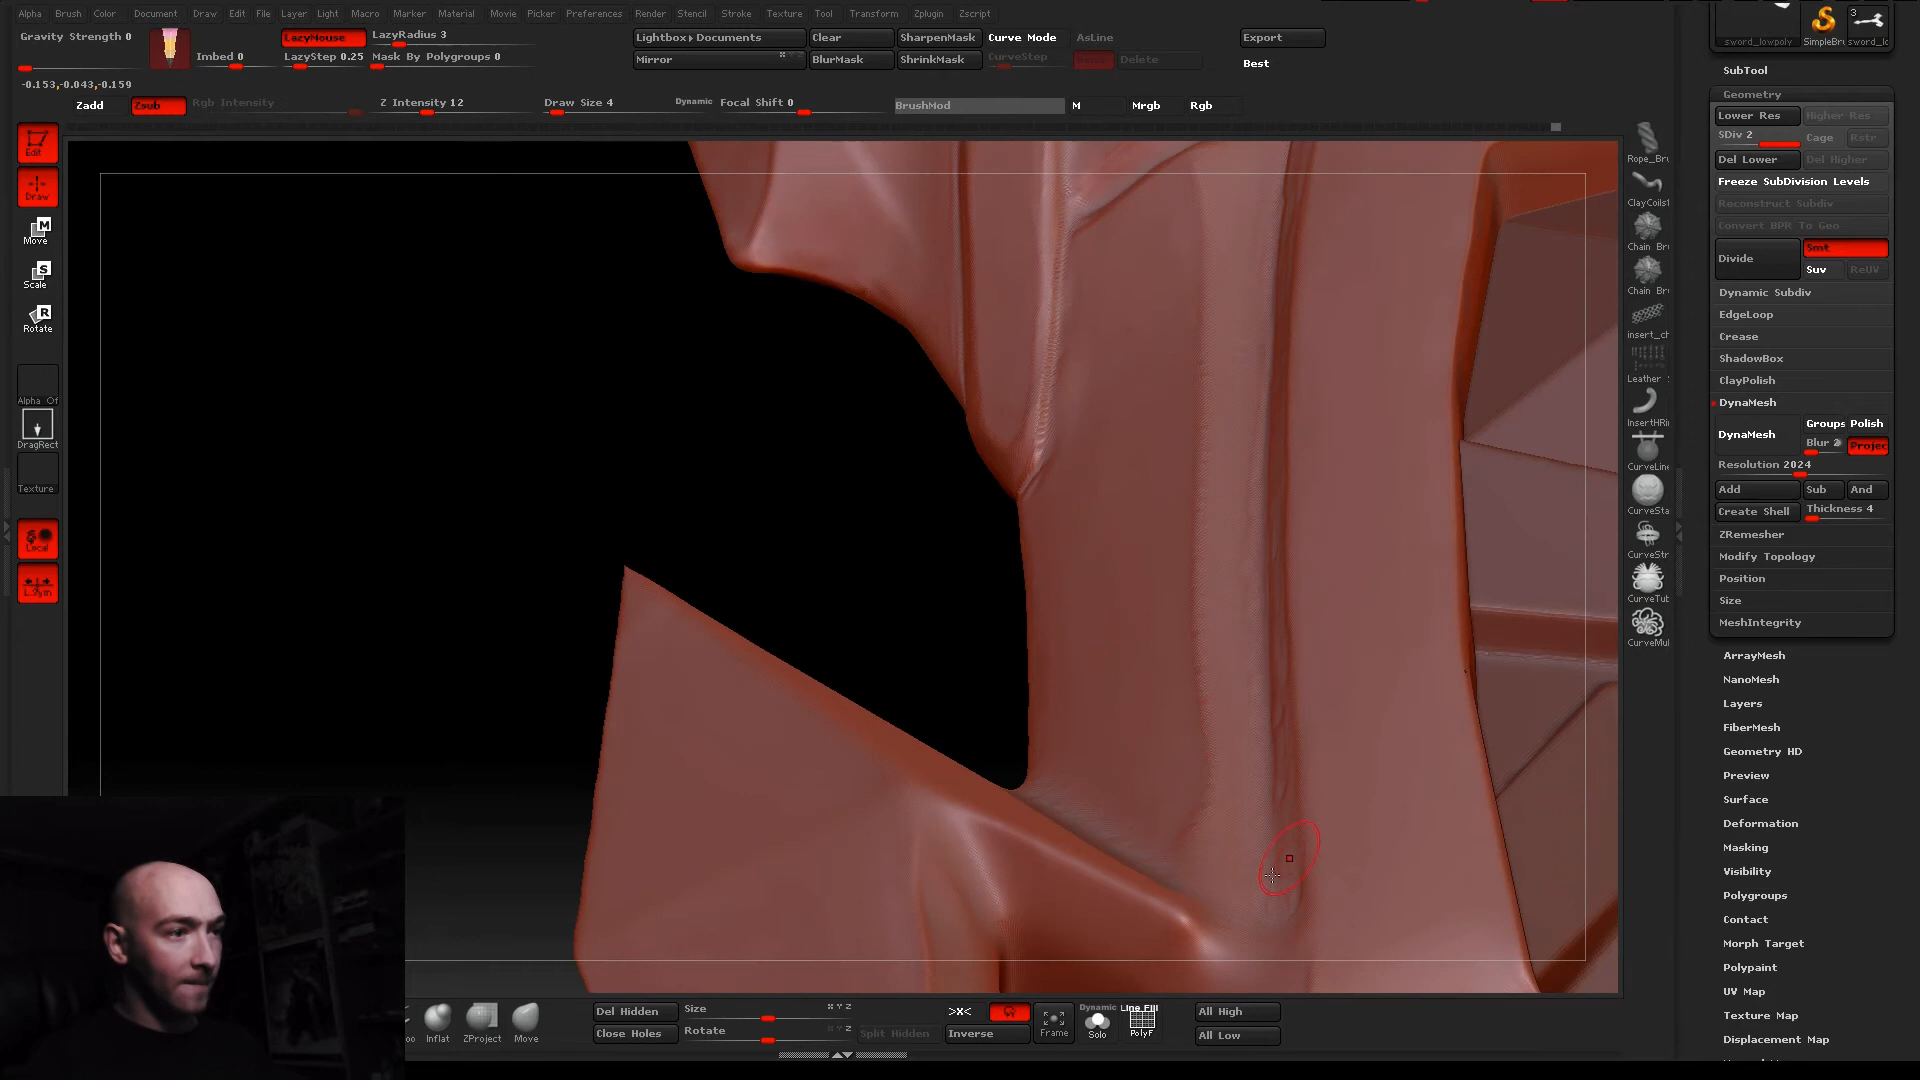 Alpha Brush Color Document Draw Edit File Layer Light Macro Marker Material Movie Picker Preferences Render Stencil Stroke Texture Tool Transform Zplugin Zscript
Gravity Strength 0
Imbed 0
LazyMouse
LazyRadius 3
LazyStep 0.25
Mask By Polygroups 0
Lightbox▸Documents
Clear
SharpenMask
Curve Mode
AsLine
Export
Mirror
BlurMask
ShrinkMask
CurveStep
Delete
Best
-0.153,-0.043,-0.159
Zadd
Zsub
Rgb Intensity
Z Intensity 12
Draw Size 4
Dynamic
Focal Shift 0
BrushMod
M
Mrgb
Rgb
Edit
Draw
Move
Scale
Rotate
Alpha Of
DragRect
Texture
Local
L.Sym
Rope_Bru
ClayCoils1
Chain Br
Chain Br
insert_ch
Leather
InsertHRi
CurveLin
CurveSta
CurveStr
CurveTub
CurveMul
sword_lowpoly
SimpleBru
3
sword_lo
SubTool
Geometry
Lower Res
Higher Res
SDiv 2
Cage
Rstr
Del Lower
Del Higher
Freeze SubDivision Levels
Reconstruct Subdiv
Convert BPR To Geo
Divide
Smt
Suv
ReUV
Dynamic Subdiv
EdgeLoop
Crease
ShadowBox
ClayPolish
DynaMesh
DynaMesh
Groups
Polish
Blur 2
Projec
Resolution 2024
Add
Sub
And
Create Shell
Thickness 4
ZRemesher
Modify Topology
Position
Size
MeshIntegrity
ArrayMesh
NanoMesh
Layers
FiberMesh
Geometry HD
Preview
Surface
Deformation
Masking
Visibility
Polygroups
Contact
Morph Target
Polypaint
UV Map
Texture Map
Displacement Map
oo
Inflat
ZProject
Move
Del Hidden
Close Holes
Size
X Y Z
Rotate
Z
Split Hidden
>X<
Inverse
Frame
Dynamic
Solo
Line Fill
PolyF
All High
All Low